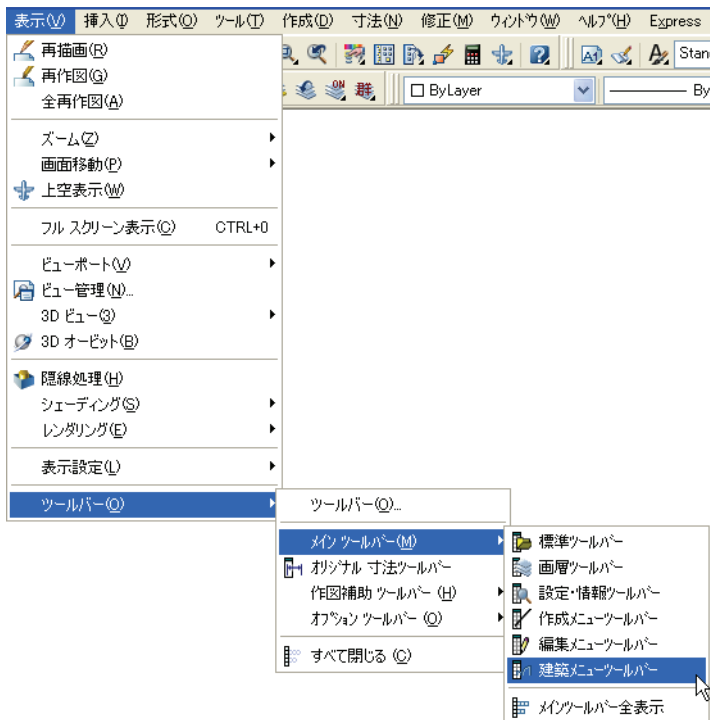 表示(V) 挿入(I) 形式(O) ツール(T) 作成(D) 寸法(N) 修正(M) ウィンドウ(W) ヘルプ(H) Express
再描画(R)
再作図(G)
全再作図(A)
ズーム(Z)
画面移動(P)
上空表示(W)
フル スクリーン表示(C) CTRL+0
ビューポート(V)
ビュー管理(N)...
3D ビュー(3)
3D オービット(B)
隠線処理(H)
シェーディング(S)
レンダリング(E)
表示設定(L)
ツールバー(O)
Stan
ON
群
ByLayer
By
ツールバー(O)...
メイン ツールバー(M)
オリジナル 寸法ツールバー
作図補助 ツールバー (H)
オプション ツールバー (O)
すべて閉じる (C)
標準ツールバー
画層ツールバー
設定・情報ツールバー
作成メニューツールバー
編集メニューツールバー
建築メニューツールバー
メインツールバー全表示